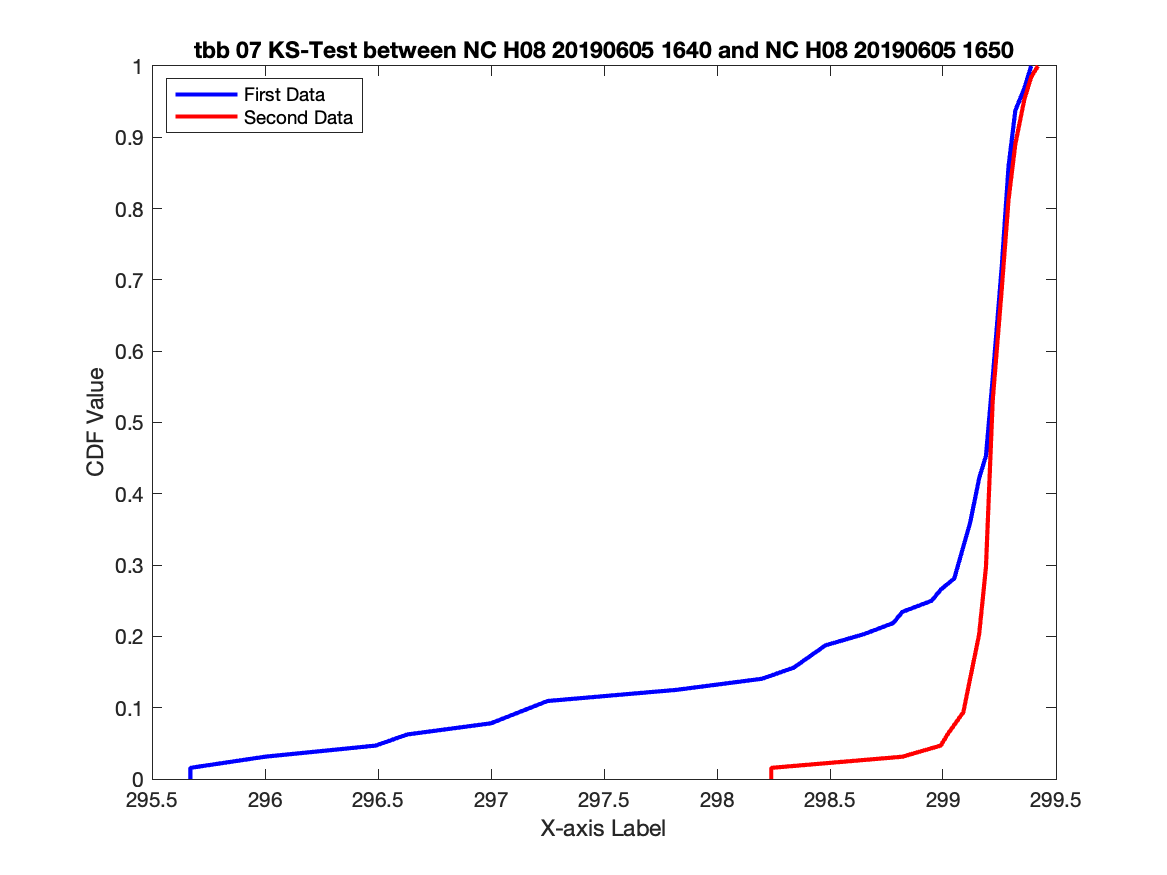 tbb 07 KS-Test between NC H08 20190605 1640 and NC H08 20190605 1650
First Data
Second Data
1
0.9
0.8
0.7
0.6
0.5
0.4
0.3
0.2
0.1
0
CDF Value
295.5 296 296.5 297 297.5 298 298.5 299 299.5
X-axis Label